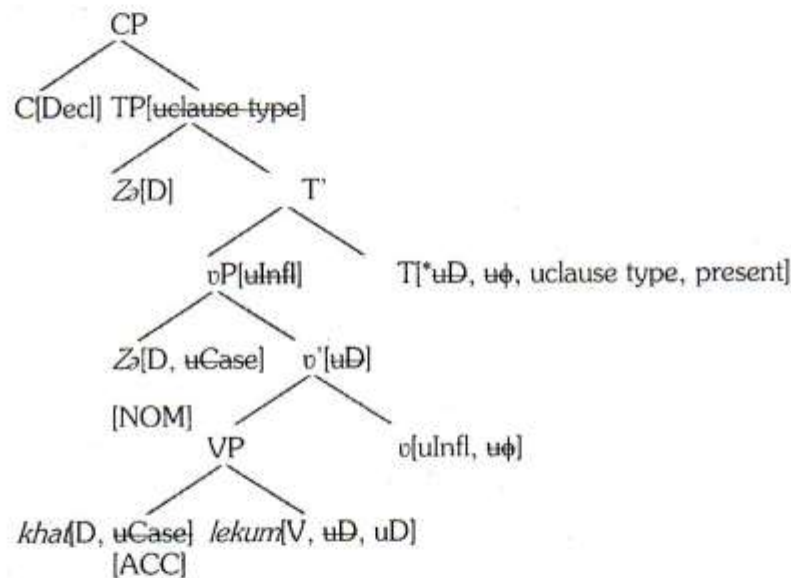 CP
C[Decl] TP[uclause type]
Zə[D] T'
vP[uInfl] T[*uD, uϕ, uclause type, present]
Zə[D, uCase] v'[uD]
[NOM]
VP v[uInfl, uϕ]
khat[D, uCase] lekum[V, uD, uD]
[ACC]